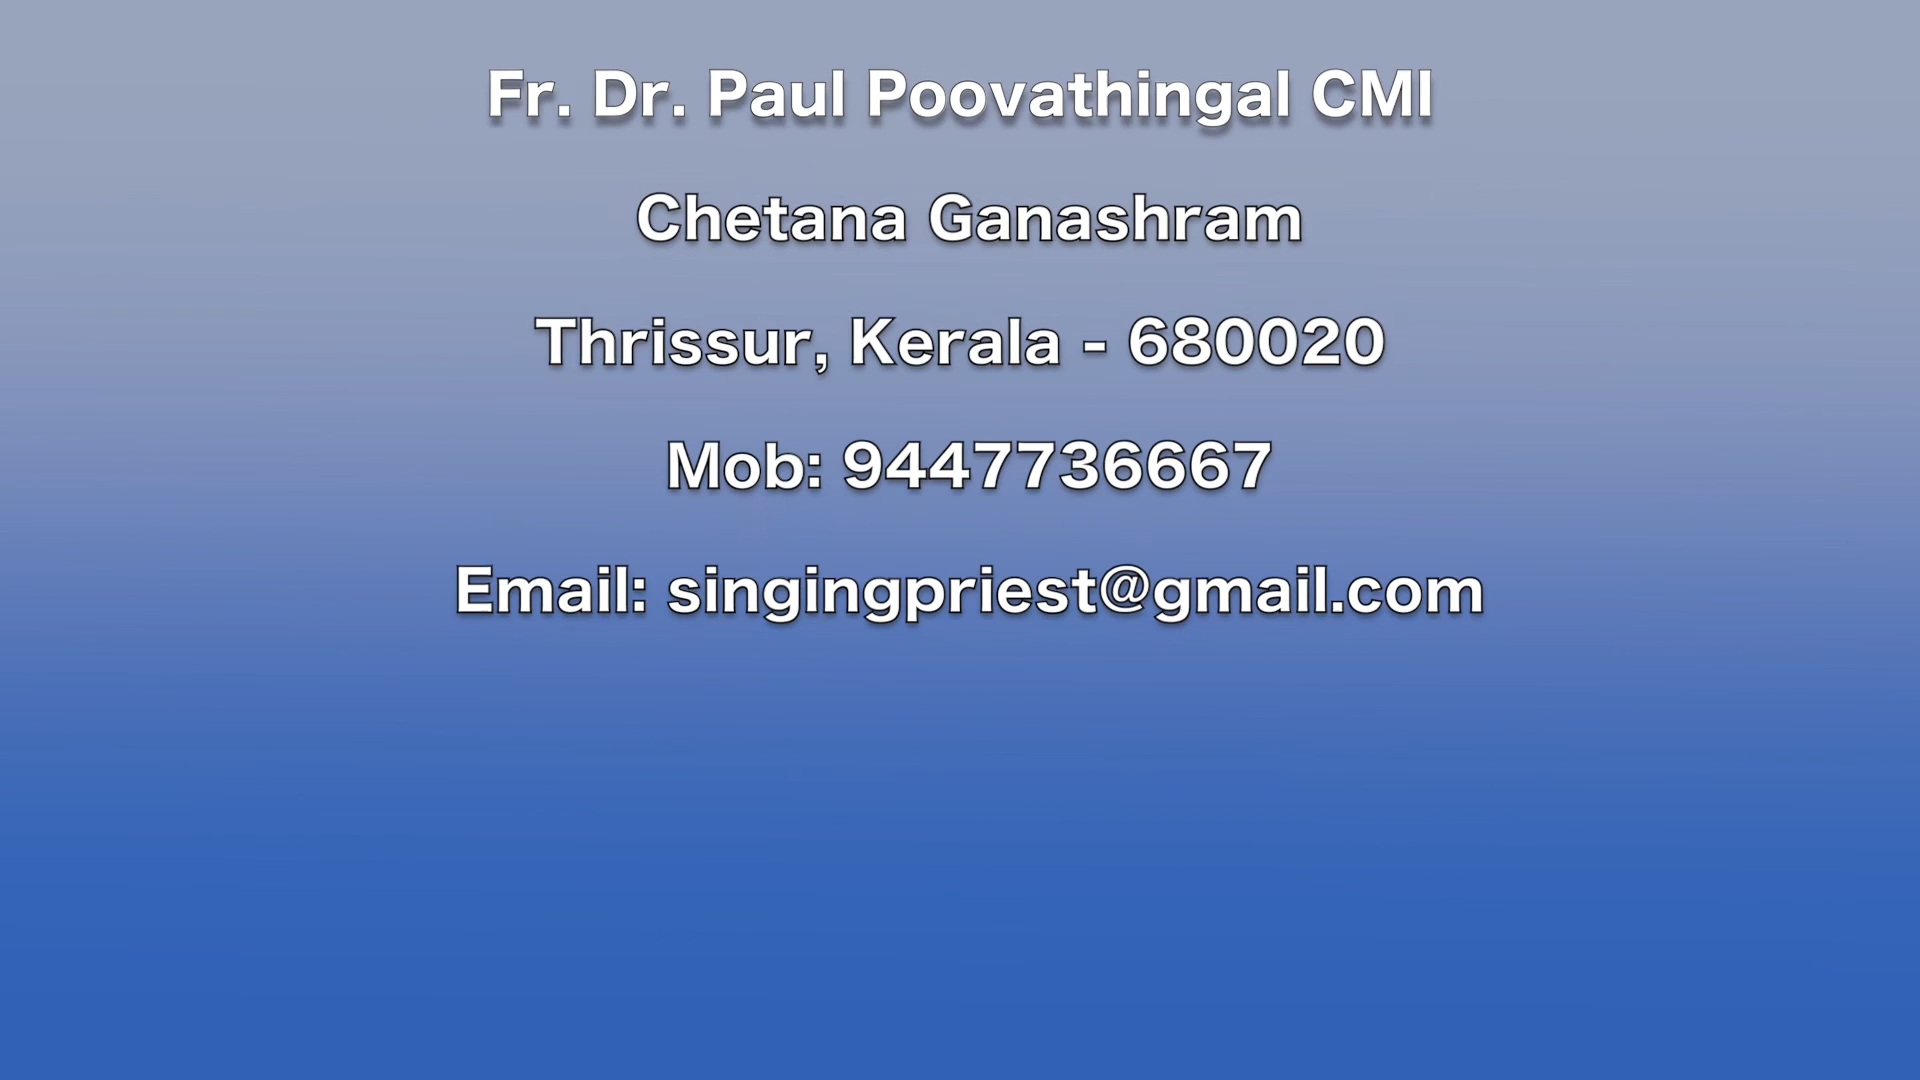 Fr. Dr. Paul Poovathingal CMI
Chetana Ganashram
Thrissur, Kerala - 680020
Mob: 9447736667
Email: singingpriest@gmail.com